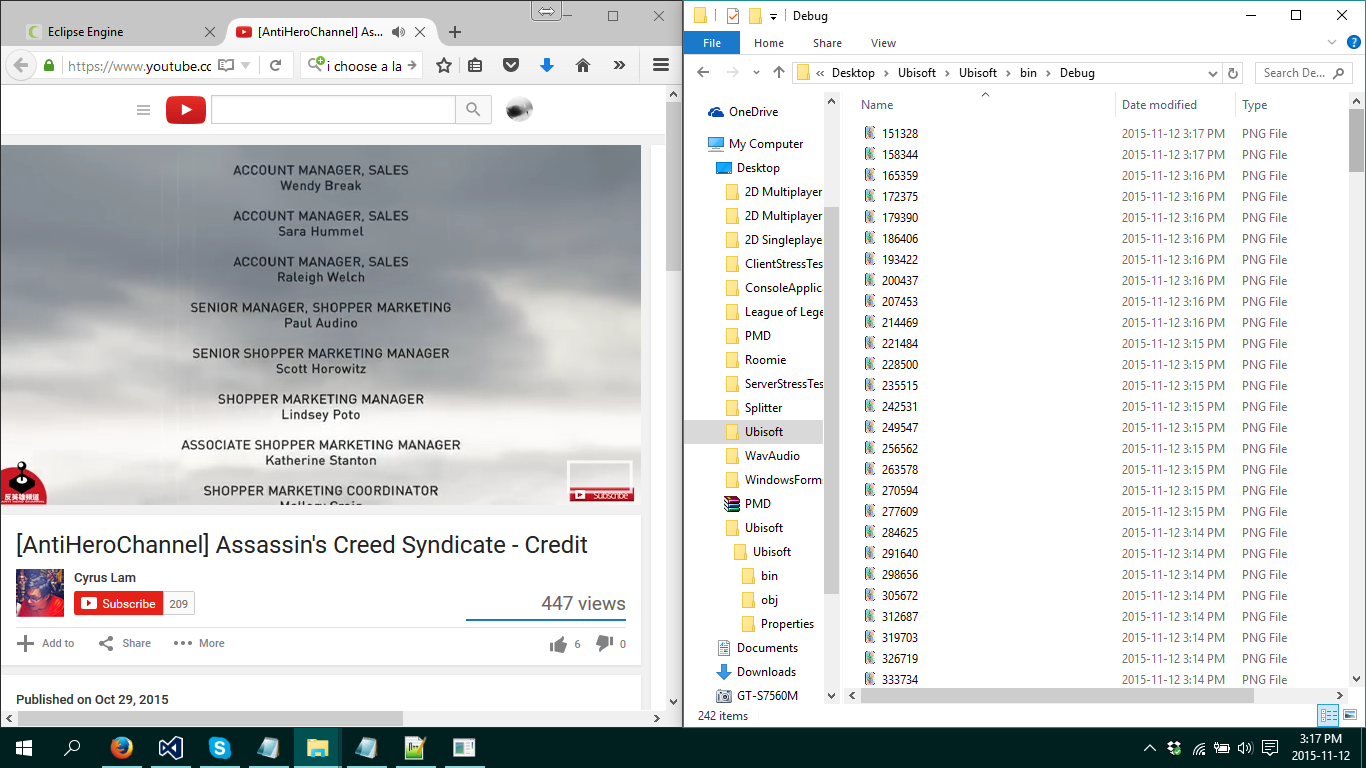 Eclipse Engine
[AntiHeroChannel] As...
https://www.youtube.cc
i choose a la
ACCOUNT MANAGER, SALES
Wendy Break
ACCOUNT MANAGER, SALES
Sara Hummel
ACCOUNT MANAGER, SALES
Raleigh Welch
SENIOR MANAGER, SHOPPER MARKETING
Paul Audino
SENIOR SHOPPER MARKETING MANAGER
Scott Horowitz
SHOPPER MARKETING MANAGER
Lindsey Poto
ASSOCIATE SHOPPER MARKETING MANAGER
Katherine Stanton
SHOPPER MARKETING COORDINATOR
反英雄頻道
Subscribe
[AntiHeroChannel] Assassin's Creed Syndicate - Credit
Cyrus Lam
Subscribe 209
447 views
Add to Share More 6 0
Published on Oct 29, 2015
Debug
File Home Share View
« Desktop Ubisoft Ubisoft bin Debug
Search De...
OneDrive
My Computer
Desktop
2D Multiplayer
2D Multiplayer
2D Singleplaye
ClientStressTes
ConsoleApplic
League of Lege
PMD
Roomie
ServerStressTes
Splitter
Ubisoft
WavAudio
WindowsForm
PMD
Ubisoft
Ubisoft
bin
obj
Properties
Documents
Downloads
GT-S7560M
Name Date modified Type
151328 2015-11-12 3:17 PM PNG File
158344 2015-11-12 3:17 PM PNG File
165359 2015-11-12 3:16 PM PNG File
172375 2015-11-12 3:16 PM PNG File
179390 2015-11-12 3:16 PM PNG File
186406 2015-11-12 3:16 PM PNG File
193422 2015-11-12 3:16 PM PNG File
200437 2015-11-12 3:16 PM PNG File
207453 2015-11-12 3:16 PM PNG File
214469 2015-11-12 3:16 PM PNG File
221484 2015-11-12 3:15 PM PNG File
228500 2015-11-12 3:15 PM PNG File
235515 2015-11-12 3:15 PM PNG File
242531 2015-11-12 3:15 PM PNG File
249547 2015-11-12 3:15 PM PNG File
256562 2015-11-12 3:15 PM PNG File
263578 2015-11-12 3:15 PM PNG File
270594 2015-11-12 3:15 PM PNG File
277609 2015-11-12 3:15 PM PNG File
284625 2015-11-12 3:14 PM PNG File
291640 2015-11-12 3:14 PM PNG File
298656 2015-11-12 3:14 PM PNG File
305672 2015-11-12 3:14 PM PNG File
312687 2015-11-12 3:14 PM PNG File
319703 2015-11-12 3:14 PM PNG File
326719 2015-11-12 3:14 PM PNG File
333734 2015-11-12 3:14 PM PNG File
242 items
3:17 PM
2015-11-12